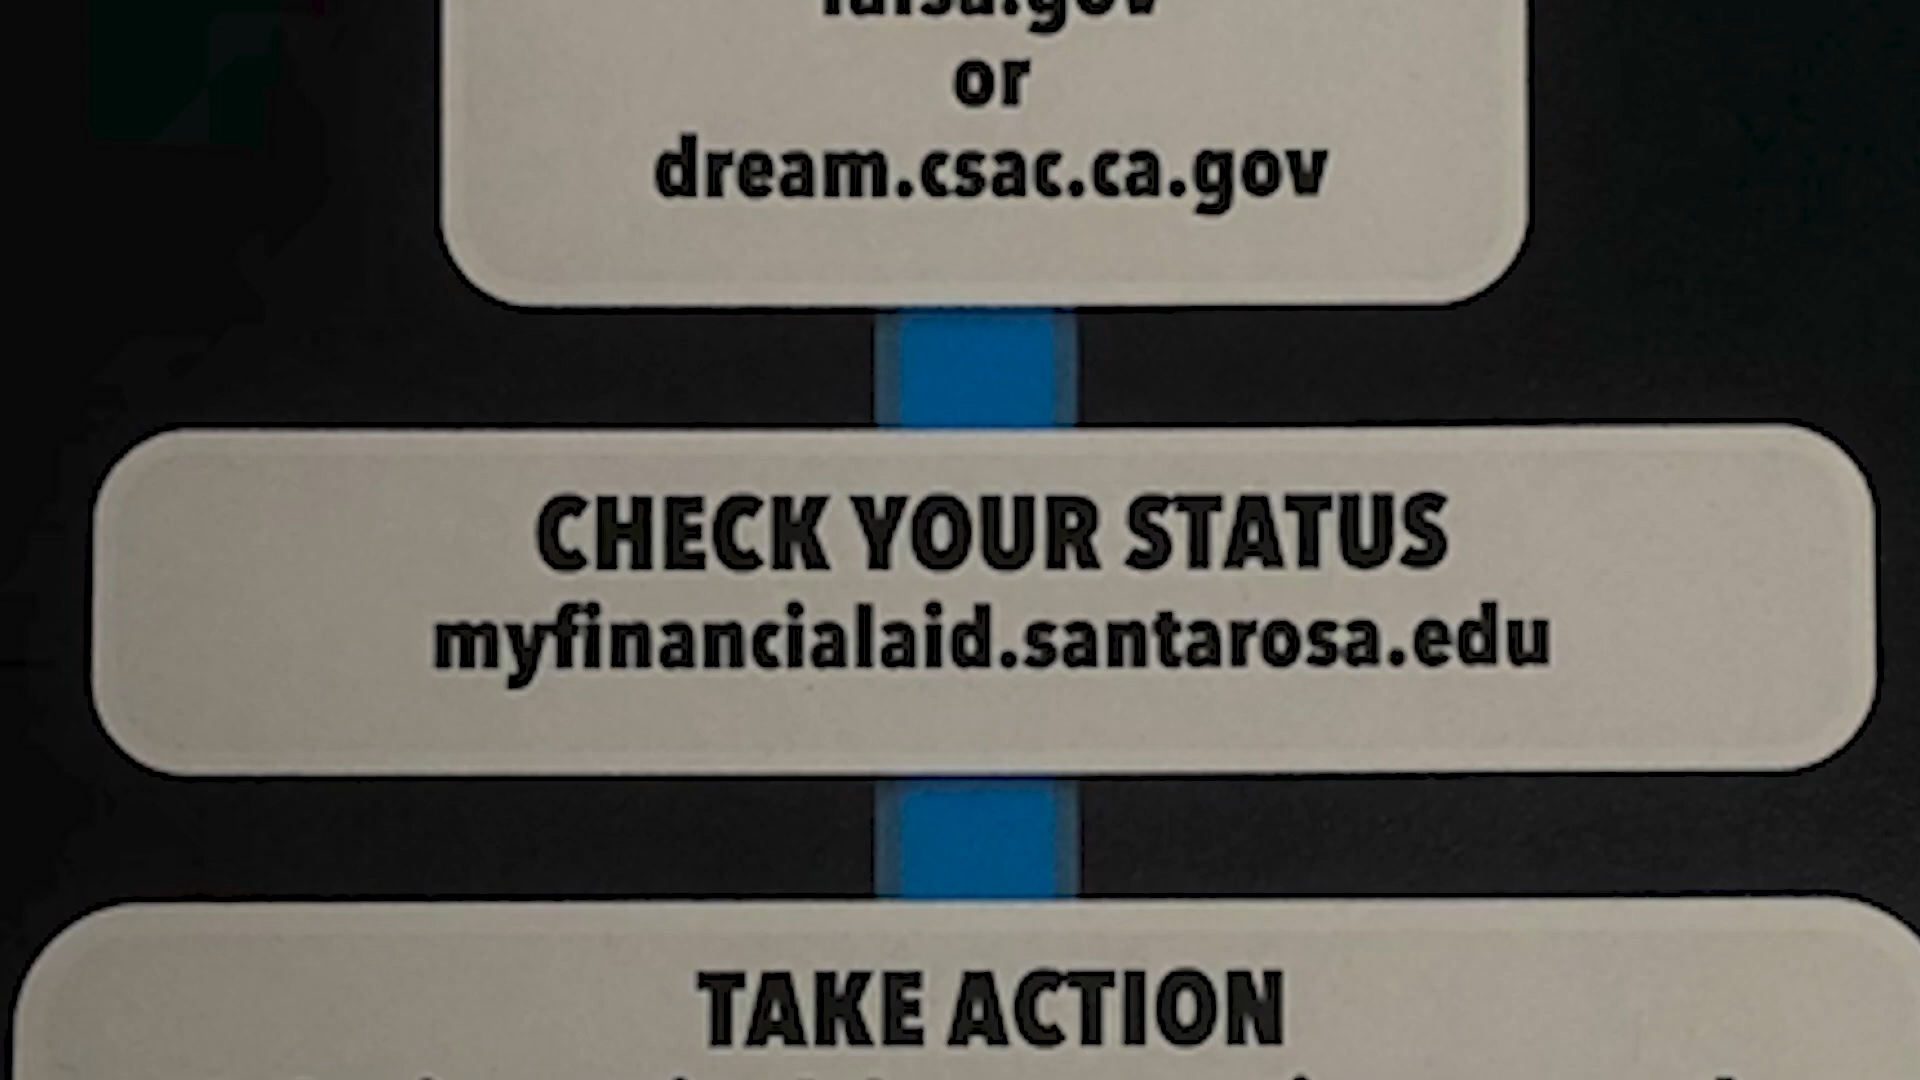 or
dream.csac.ca.gov
CHECK YOUR STATUS
myfinancialaid.santarosa.edu
TAKE ACTION